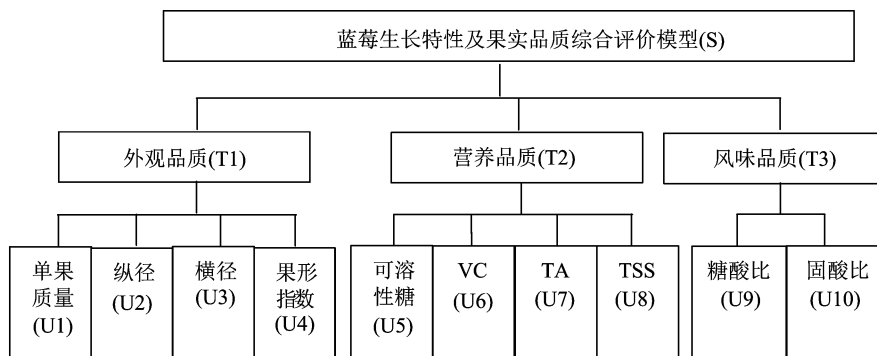 蓝莓生长特性及果实品质综合评价模型(S)
外观品质(T1)
营养品质(T2)
风味品质(T3)
单果
质量
(U1)
纵径
(U2)
横径
(U3)
果形
指数
(U4)
可溶
性糖
(U5)
VC
(U6)
TA
(U7)
TSS
(U8)
糖酸比
(U9)
固酸比
(U10)